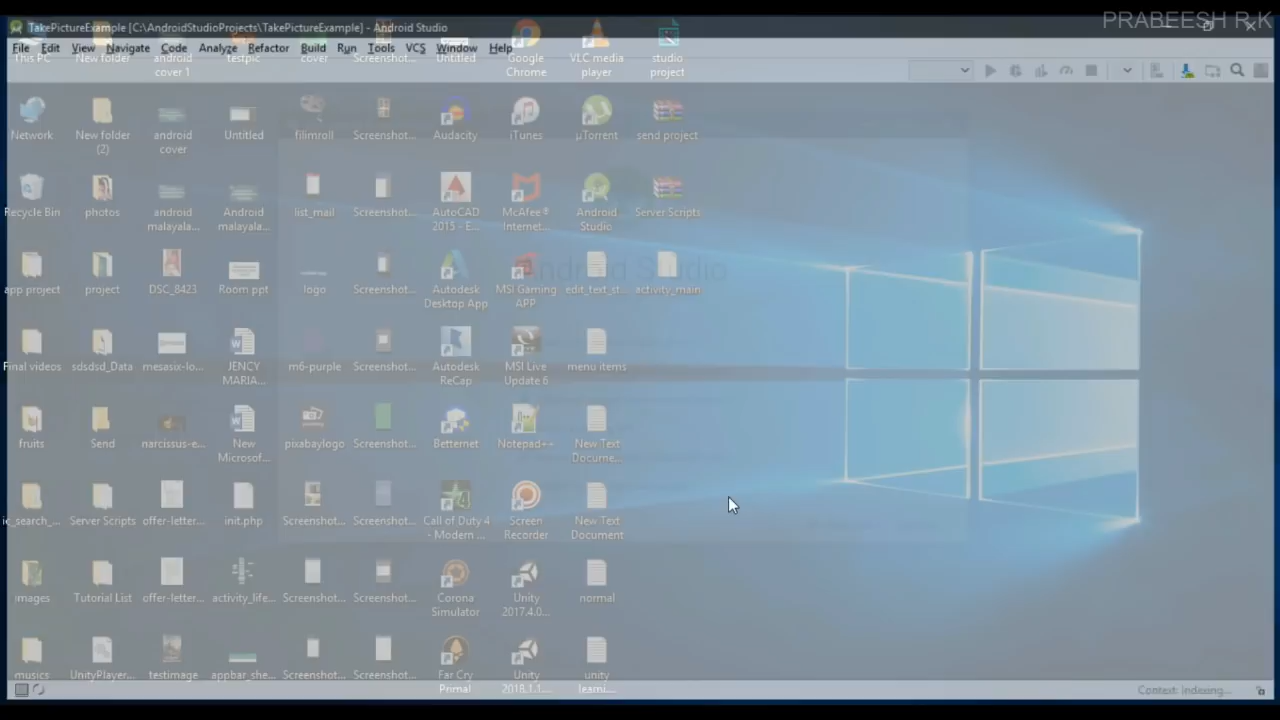 PRABEESH R K
TakePictureExample [C:\AndroidStudioProjects\TakePictureExample] - Android Studio
File Edit View Navigate Code Analyze Refactor Build Run Tools VCS Window Help
This PC
New folder
android
cover 1
testpic
cover
Screenshot...
Untitled
Google
Chrome
VLC media
player
studio
project
Network
New folder
(2)
android
cover
Untitled
filimroll
Screenshot...
Audacity
iTunes
µTorrent
send project
Recycle Bin
photos
android
malayala...
Android
malayala...
list_mail
Screenshot...
AutoCAD
2015 - E...
McAfee®
Internet...
Android
Studio
Server Scripts
Android Studio
app project
project
DSC_8423
Room ppt
logo
Screenshot...
Autodesk
Desktop App
MSI Gaming
APP
edit_text_st...
activity_main
Final videos
sdsdsd_Data
mesasix-lo...
JENCY
MARIA...
m6-purple
Screenshot...
Autodesk
ReCap
MSI Live
Update 6
menu items
fruits
Send
narcissus-e...
New
Microsof...
pixabaylogo
Screenshot...
Betternet
Notepad++
New Text
Docume...
ic_search_...
Server Scripts
offer-letter...
init.php
Screenshot...
Screenshot...
Call of Duty 4
- Modern ...
Screen
Recorder
New Text
Document
images
Tutorial List
offer-letter...
activity_life...
Screenshot...
Screenshot...
Corona
Simulator
Unity
2017.4.0...
normal
musics
UnityPlayer...
testimage
appbar_she...
Screenshot...
Screenshot...
Far Cry
Primal
Unity
2018.1.1...
unity
learni...
Context: Indexing...